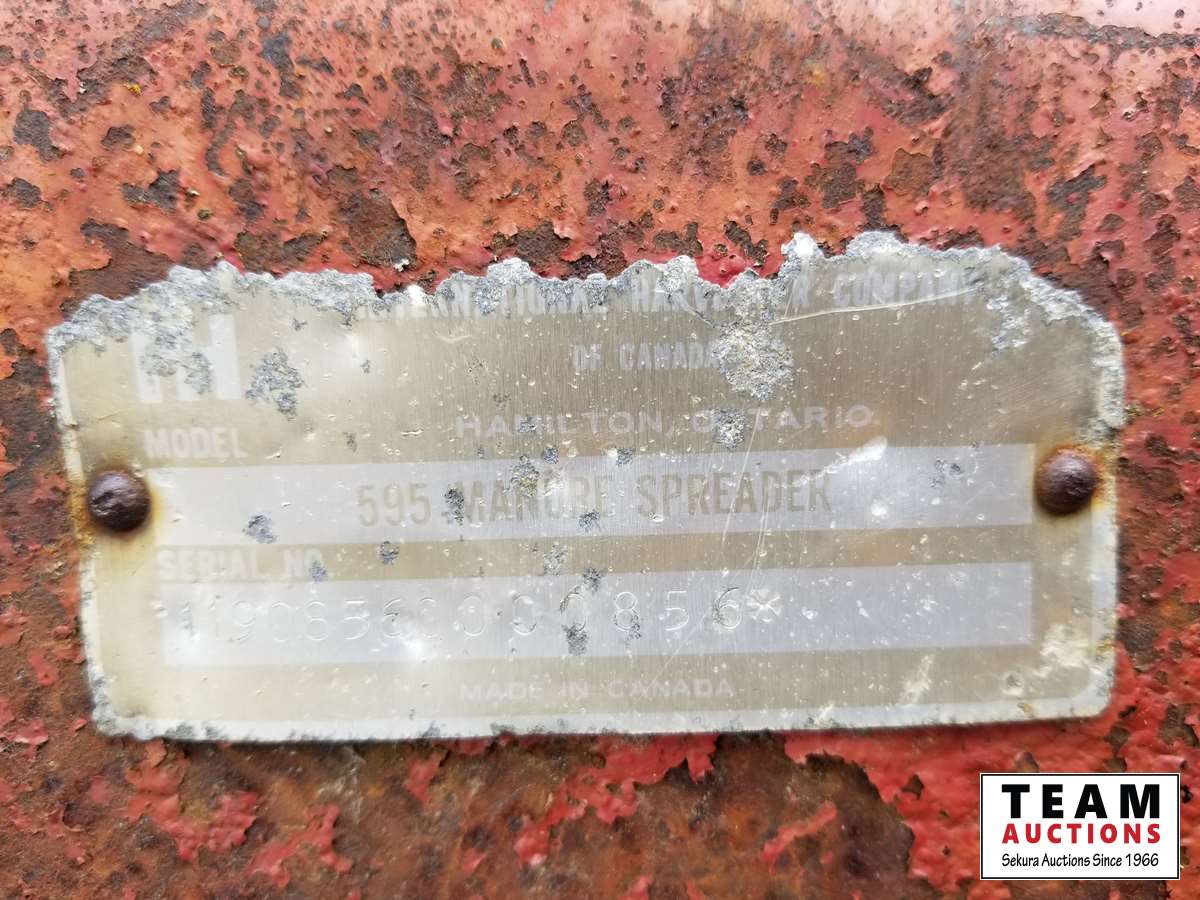 INTERNATIONAL HARVESTER COMPANY
OF CANADA
HAMILTON, ONTARIO
MODEL
595 MANURE SPREADER
SERIAL NO.
MADE IN CANADA
TEAM
AUCTIONS
Sekura Auctions Since 1966